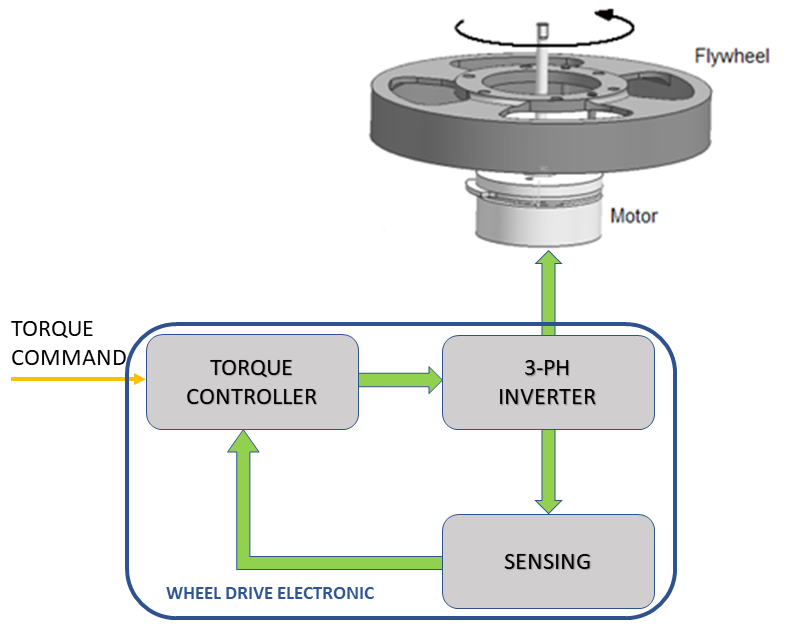 Flywheel
Motor
TORQUE
COMMAND
TORQUE
CONTROLLER
3-PH
INVERTER
SENSING
WHEEL DRIVE ELECTRONIC